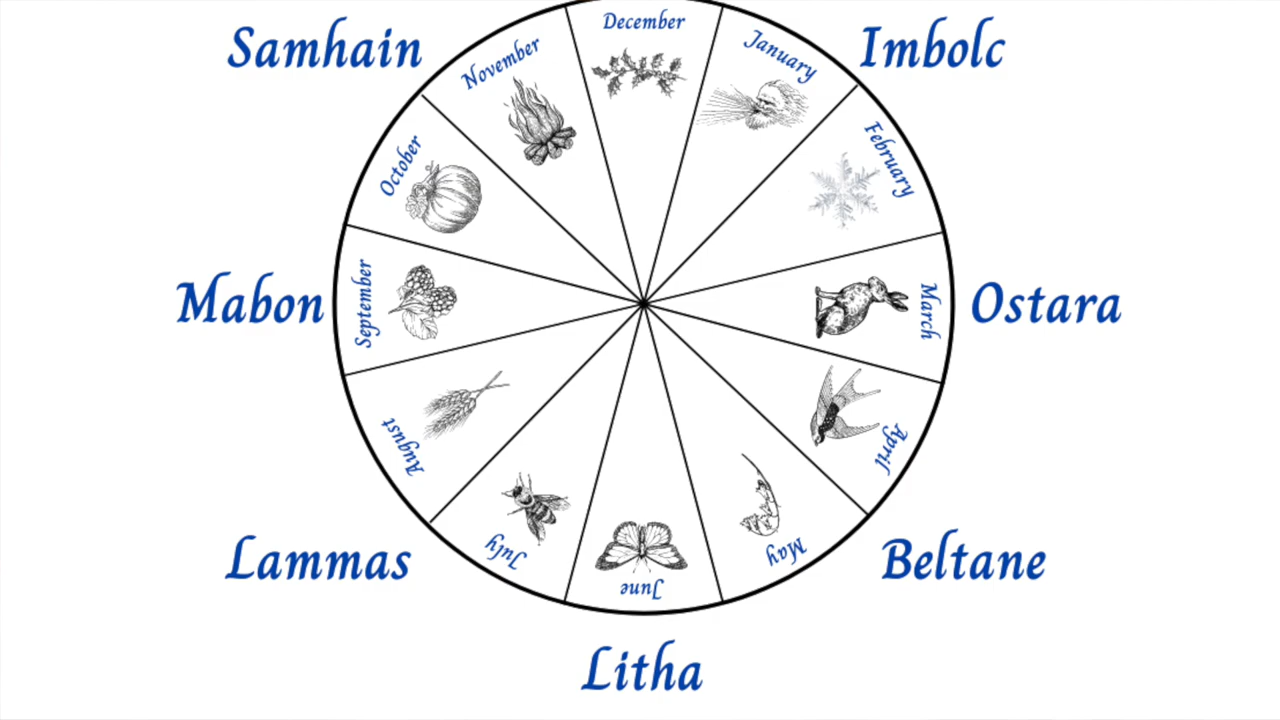 Samhain
Imbolc
December
January
February
March
April
May
June
July
August
September
October
November
Mabon
Ostara
Lammas
Beltane
Litha